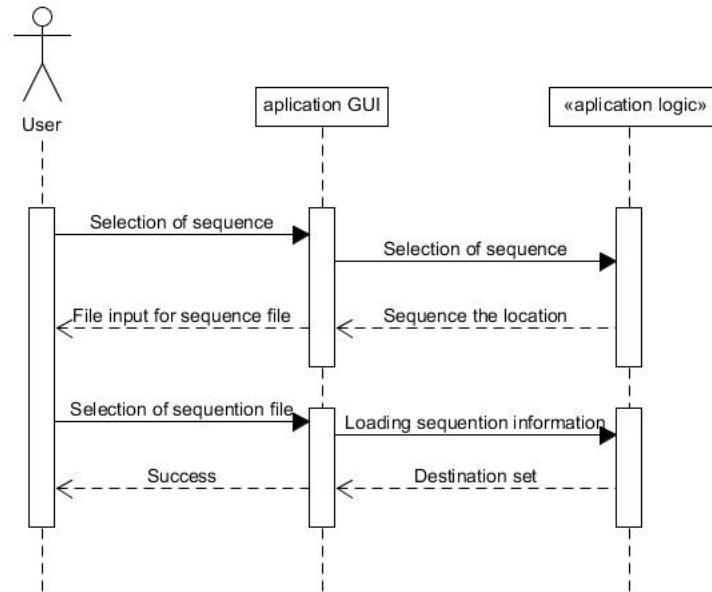 User
aplication GUI
«aplication logic»
Selection of sequence
Selection of sequence
File input for sequence file
Sequence the location
Selection of sequention file
Loading sequention information
Success
Destination set